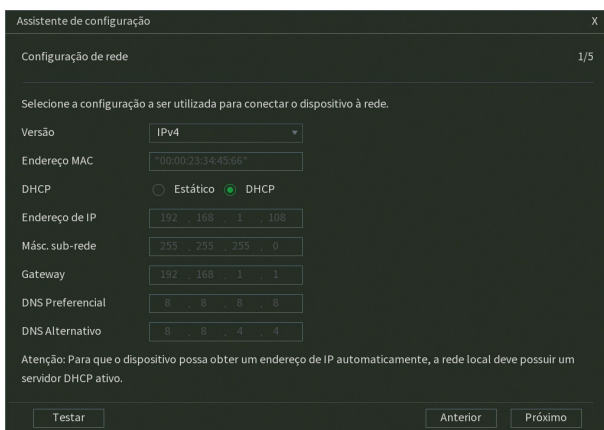 Assistente de configuração X
Configuração de rede 1/5
Selecione a configuração a ser utilizada para conectar o dispositivo à rede.
Versão IPv4
Endereço MAC "00:00:23:34:45:66"
DHCP Estático DHCP
Endereço de IP 192 . 168 . 1 . 108
Másc. sub-rede 255 . 255 . 255 . 0
Gateway 192 . 168 . 1 . 1
DNS Preferencial 8 . 8 . 8 . 8
DNS Alternativo 8 . 8 . 4 . 4
Atenção: Para que o dispositivo possa obter um endereço de IP automaticamente, a rede local deve possuir um
servidor DHCP ativo.
Testar Anterior Próximo